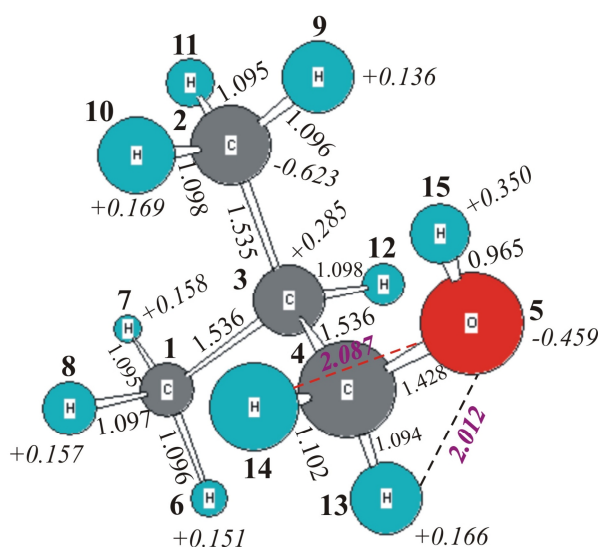 9
11
H
1.095
H
+0.136
10
2
C
1.096
H
1.098
-0.623
+0.169
15
+0.350
1.535
+0.285
H
12
3
1.098
H
0.965
7
+0.158
C
5
H
1.536
1.536
O
4
2.087
-0.459
8
1
1.095
C
C
1.428
H
1.097
H
2.012
+0.157
1.096
1.102
1.094
14
6
H
13
H
+0.151
+0.166